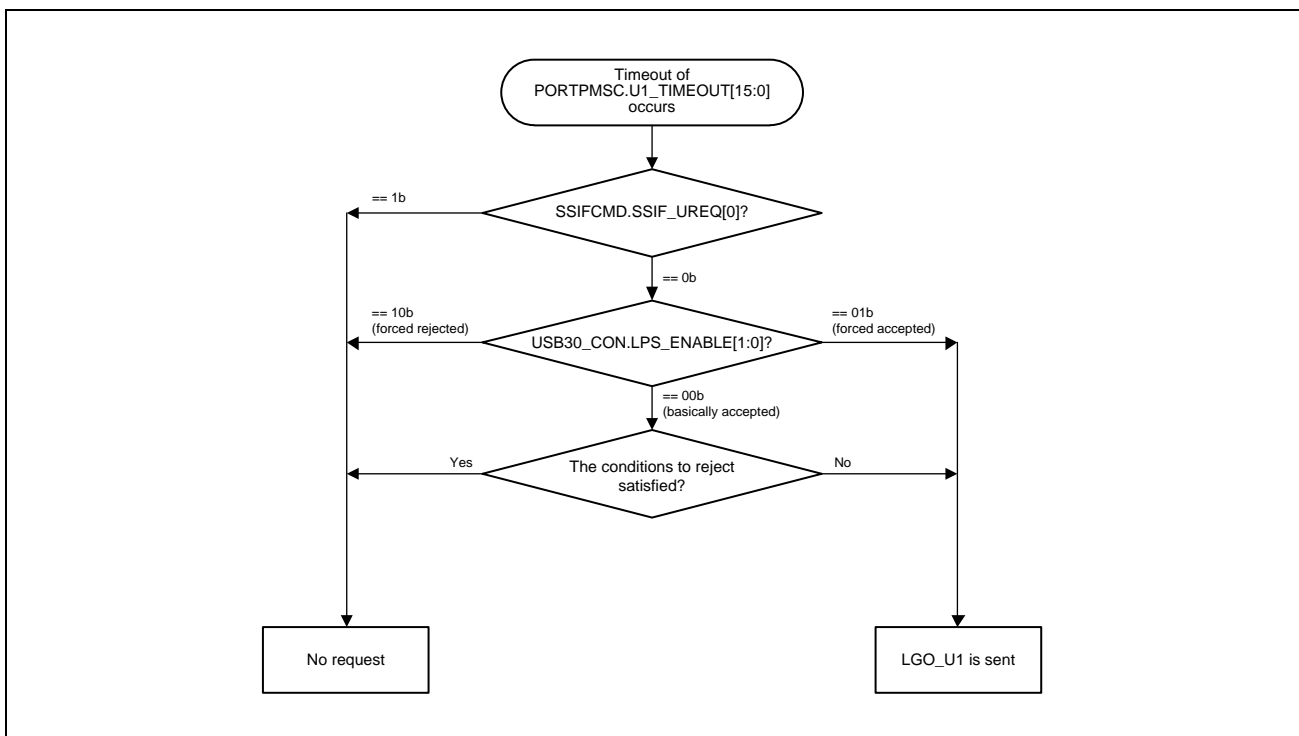 Timeout of
PORTPMSC.U1_TIMEOUT[15:0]
occurs
== 1b
SSIFCMD.SSIF_UREQ[0]?
== 0b
== 10b
(forced rejected)
USB30_CON.LPS_ENABLE[1:0]?
== 01b
(forced accepted)
== 00b
(basically accepted)
Yes
The conditions to reject
satisfied?
No
No request
LGO_U1 is sent